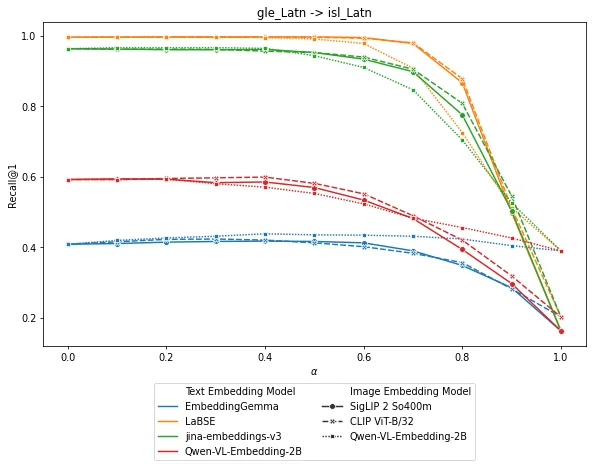 gle_Latn -> isl_Latn
Recall@1
1.0
0.8
0.6
0.4
0.2
0.0 0.2 0.4 0.6 0.8 1.0
α
Text Embedding Model
EmbeddingGemma
LaBSE
jina-embeddings-v3
Qwen-VL-Embedding-2B
Image Embedding Model
SigLIP 2 So400m
CLIP ViT-B/32
Qwen-VL-Embedding-2B